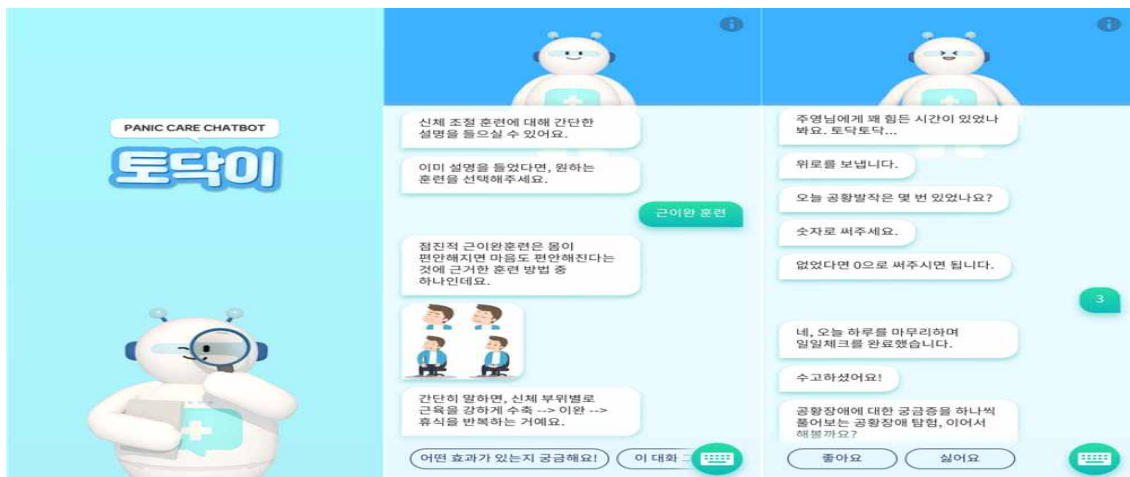 PANIC CARE CHATBOT
토닥이
신체 조절 훈련에 대해 간단한
설명을 들으실 수 있어요.
이미 설명을 들었다면, 원하는
훈련을 선택해주세요.
근이완 훈련
점진적 근이완훈련은 몸이
편안해지면 마음도 편안해진다는
것에 근거한 훈련 방법 중
하나인데요.
간단히 말하면, 신체 부위별로
근육을 강하게 수축 --> 이완 -->
휴식을 반복하는 거예요.
어떤 효과가 있는지 궁금해요!
이 대화
주영님에게 꽤 힘든 시간이 있었나
봐요. 토닥토닥...
위로를 보냅니다.
오늘 공황발작은 몇 번 있었나요?
숫자로 써주세요.
없었다면 0으로 써주시면 됩니다.
3
네, 오늘 하루를 마무리하며
일일체크를 완료했습니다.
수고하셨어요!
공황장애에 대한 궁금증을 하나씩
풀어보는 공황장애 탐험, 이어서
해볼까요?
좋아요
싫어요